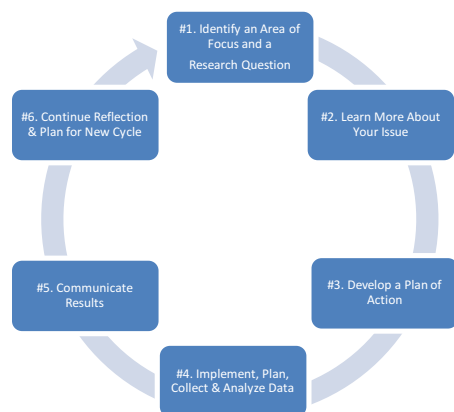 #1. Identify an Area of
Focus and a
Research Question
#2. Learn More About
Your Issue
#3. Develop a Plan of
Action
#4. Implement, Plan,
Collect & Analyze Data
#5. Communicate
Results
#6. Continue Reflection
& Plan for New Cycle